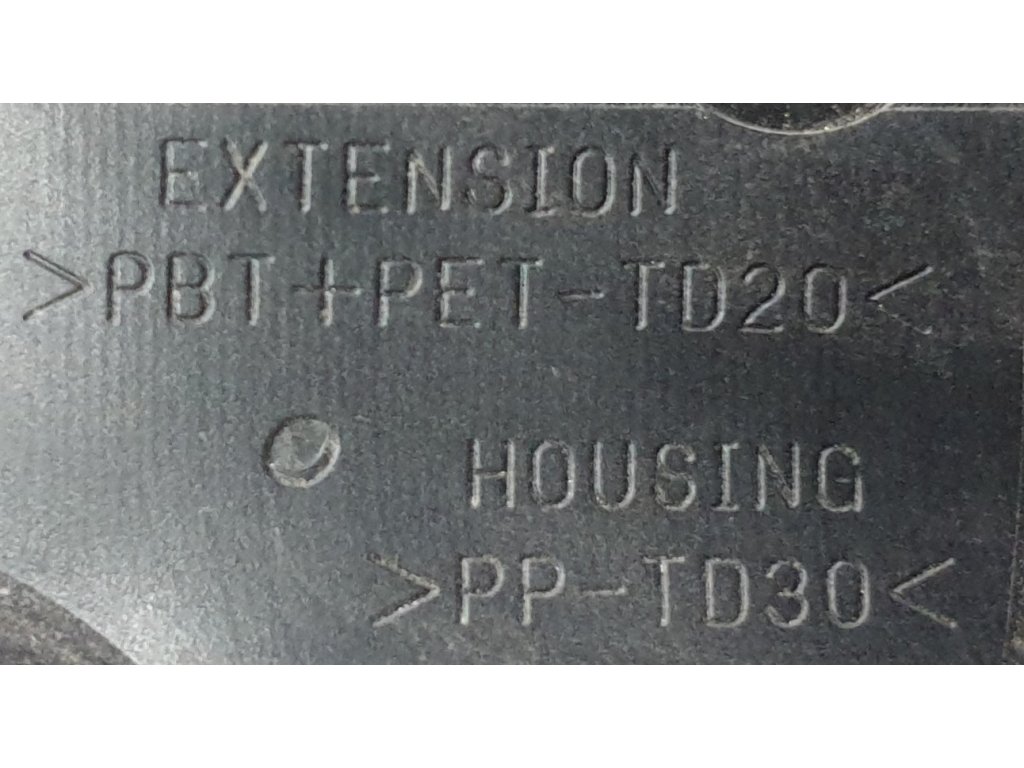 EXTENSION
>PBT+PET-TD20<
HOUSING
>PP-TD30<